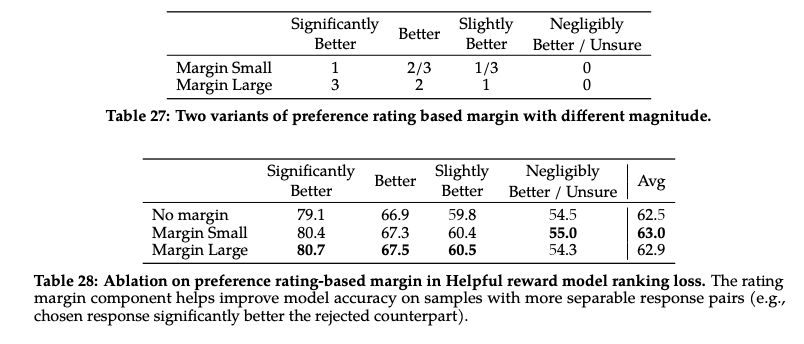 Significantly Better Better Slightly Better Negligibly Better / Unsure
Margin Small 1 2/3 1/3 0
Margin Large 3 2 1 0
Table 27: Two variants of preference rating based margin with different magnitude.
Significantly Better Better Slightly Better Negligibly Better / Unsure Avg
No margin 79.1 66.9 59.8 54.5 62.5
Margin Small 80.4 67.3 60.4 55.0 63.0
Margin Large 80.7 67.5 60.5 54.3 62.9
Table 28: Ablation on preference rating-based margin in Helpful reward model ranking loss. The rating
margin component helps improve model accuracy on samples with more separable response pairs (e.g.,
chosen response significantly better the rejected counterpart).